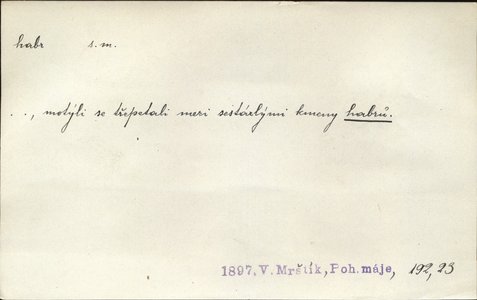 habr s. m.
..., motýli se třepetali mezi sestárlými kmeny habrů.
1897, V. Mrštík, Poh. máje, 192, 23